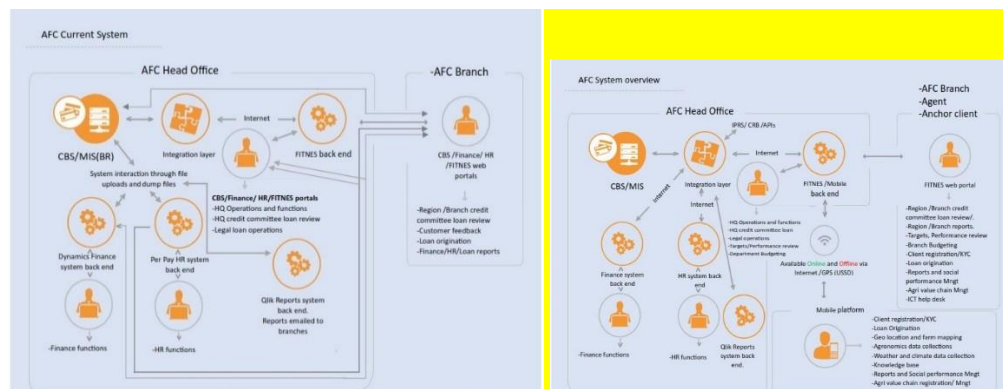 AFC Current System
AFC Head Office
-AFC Branch
Internet
CBS/MIS(BR)
Integration layer
FITNES back end
CBS /Finance/ HR
/FITNES web
portals
System interaction through file
uploads and dump files
CBS/Finance/ HR/FITNES portals
-HQ Operations and functions
-HQ credit committee loan review
-Legal loan operations
-Region /Branch credit
committee loan review
-Customer feedback
-Loan origination
-Finance/HR/Loan reports
Dynamics Finance
system back end
Per Pay HR system
back end
Qlik Reports system
back end.
Reports emailed to
branches
-Finance functions
-HR functions
AFC System overview
-AFC Branch
-Agent
-Anchor client
AFC Head Office
IPRS/ CRB /APIs
Internet
CBS/MIS
Integration layer
FITNES /Mobile
back end
FITNES web portal
Internet
Internet
-HQ Operations and functions
-HQ credit committee loan
-Legal operations
-Targets/Performance review
-Department Budgeting
-Region /Branch credit
committee loan review/.
-Region /Branch reports.
-Targets, Performance review
-Branch Budgeting
-Client registration/KYC
-Loan origination
-Reports and social
performance Mngt
-Agri value chain Mngt
-ICT help desk
Available Online and Offline via
Internet /GPS (USSD)
Finance system
back end
HR system back
end
Mobile platform
-Finance functions
-HR functions
Qlik Reports
system back end.
-Client registration/KYC
-Loan Origination
-Geo location and farm mapping
-Agronomics data collections
-Weather and climate data collection
-Knowledge base
-Reports and Social performance Mngt
-Agri value chain registration/ Mngt